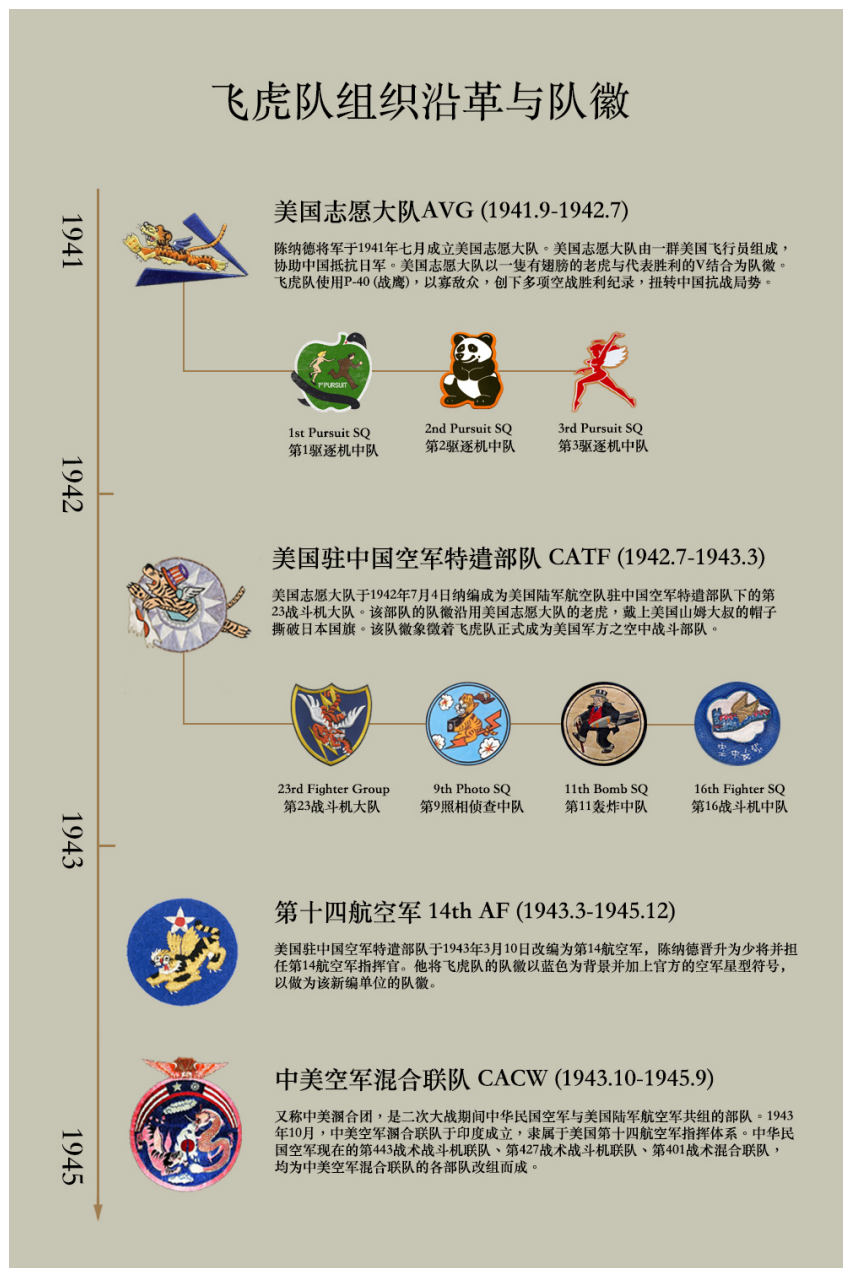 飞虎队组织沿革与队徽
1941
美国志愿大队AVG (1941.9-1942.7)
陈纳德将军于1941年七月成立美国志愿大队。美国志愿大队由一群美国飞行员组成，
协助中国抵抗日军。美国志愿大队以一隻有翅膀的老虎与代表胜利的V结合为队徽。
飞虎队使用P-40 (战鹰)，以寡敌众，创下多项空战胜利纪录，扭转中国抗战局势。
1st PURSUIT
1st Pursuit SQ
第1驱逐机中队
2nd Pursuit SQ
第2驱逐机中队
3rd Pursuit SQ
第3驱逐机中队
1942
美国驻中国空军特遣部队 CATF (1942.7-1943.3)
美国志愿大队于1942年7月4日纳编成为美国陆军航空队驻中国空军特遣部队下的第
23战斗机大队。该部队的队徽沿用美国志愿大队的老虎，戴上美国山姆大叔的帽子
撕破日本国旗。该队徽象徵着飞虎队正式成为美国军方之空中战斗部队。
23rd Fighter Group
第23战斗机大队
9th Photo SQ
第9照相侦查中队
11th Bomb SQ
第11轰炸中队
16th Fighter SQ
第16战斗机中队
1943
第十四航空军 14th AF (1943.3-1945.12)
美国驻中国空军特遣部队于1943年3月10日改编为第14航空军，陈纳德晋升为少将并担
任第14航空军指挥官。他将飞虎队的队徽以蓝色为背景并加上官方的空军星型符号，
以做为该新编单位的队徽。
中美空军混合联队 CACW (1943.10-1945.9)
又称中美溷合团，是二次大战期间中华民国空军与美国陆军航空军共组的部队。1943
年10月，中美空军溷合联队于印度成立，隶属于美国第十四航空军指挥体系。中华民
国空军现在的第443战术战斗机联队、第427战术战斗机联队、第401战术混合联队，
均为中美空军混合联队的各部队改组而成。
1945